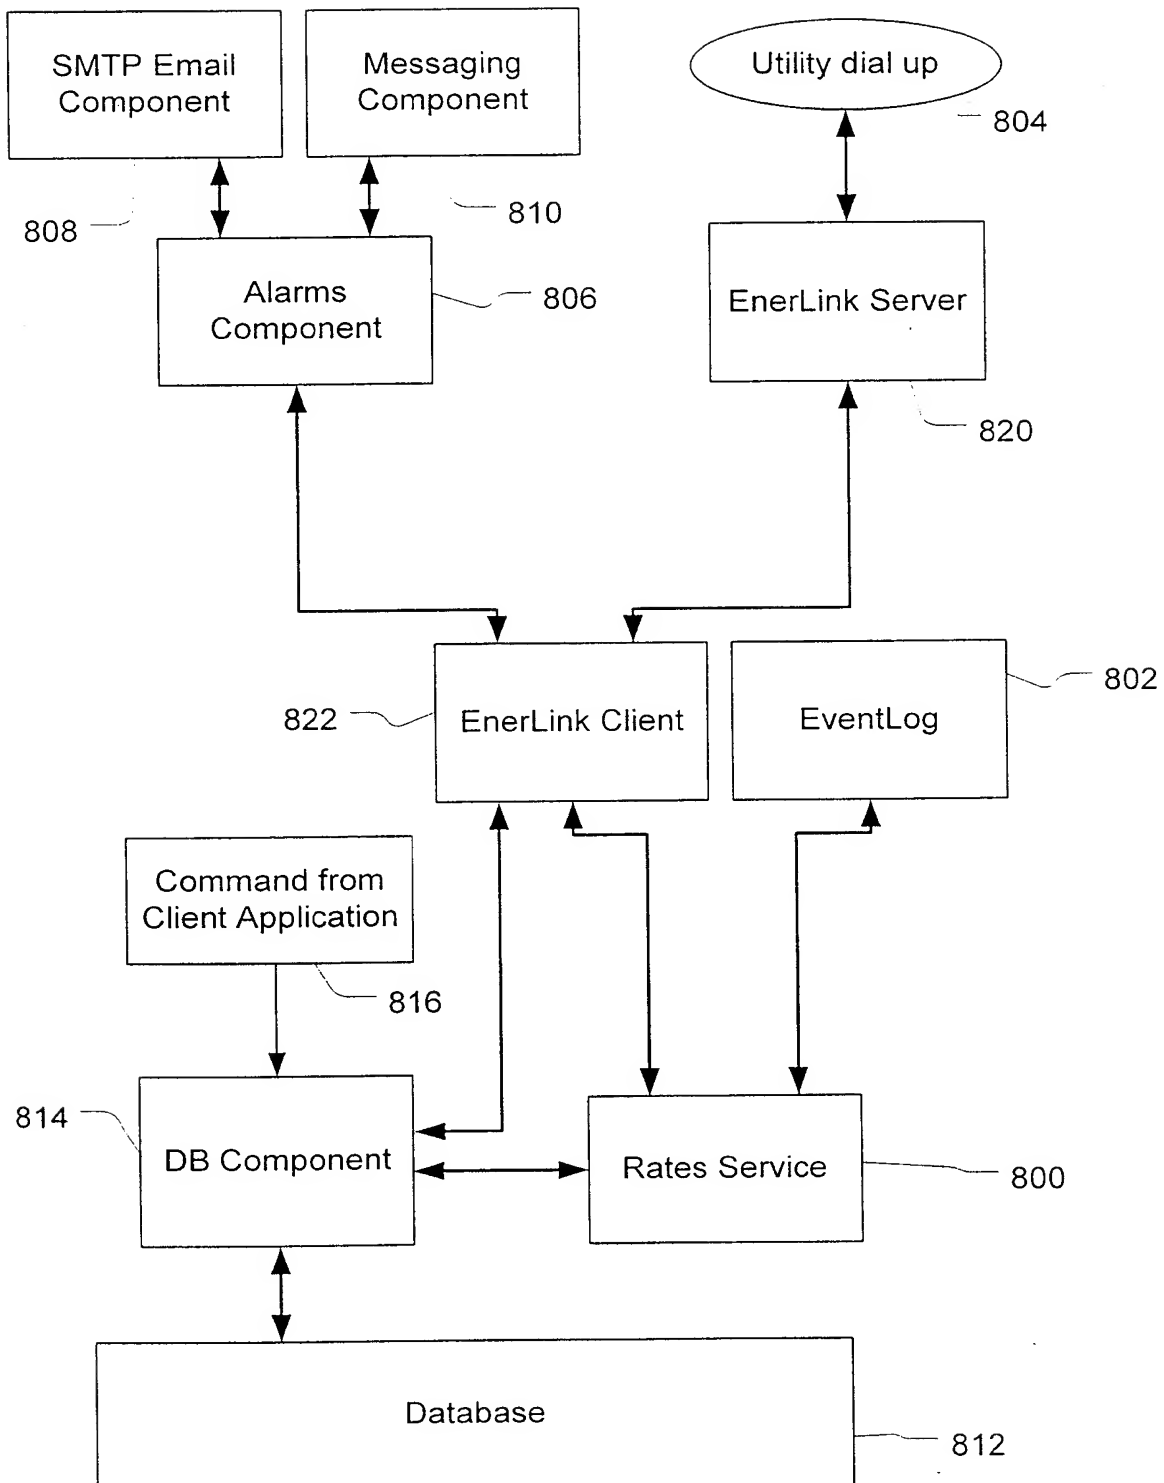 SMTP Email
Component
Messaging
Component
Utility dial up
804
808
810
Alarms
Component
806
EnerLink Server
820
822
EnerLink Client
EventLog
802
Command from
Client Application
816
814
DB Component
Rates Service
800
Database
812